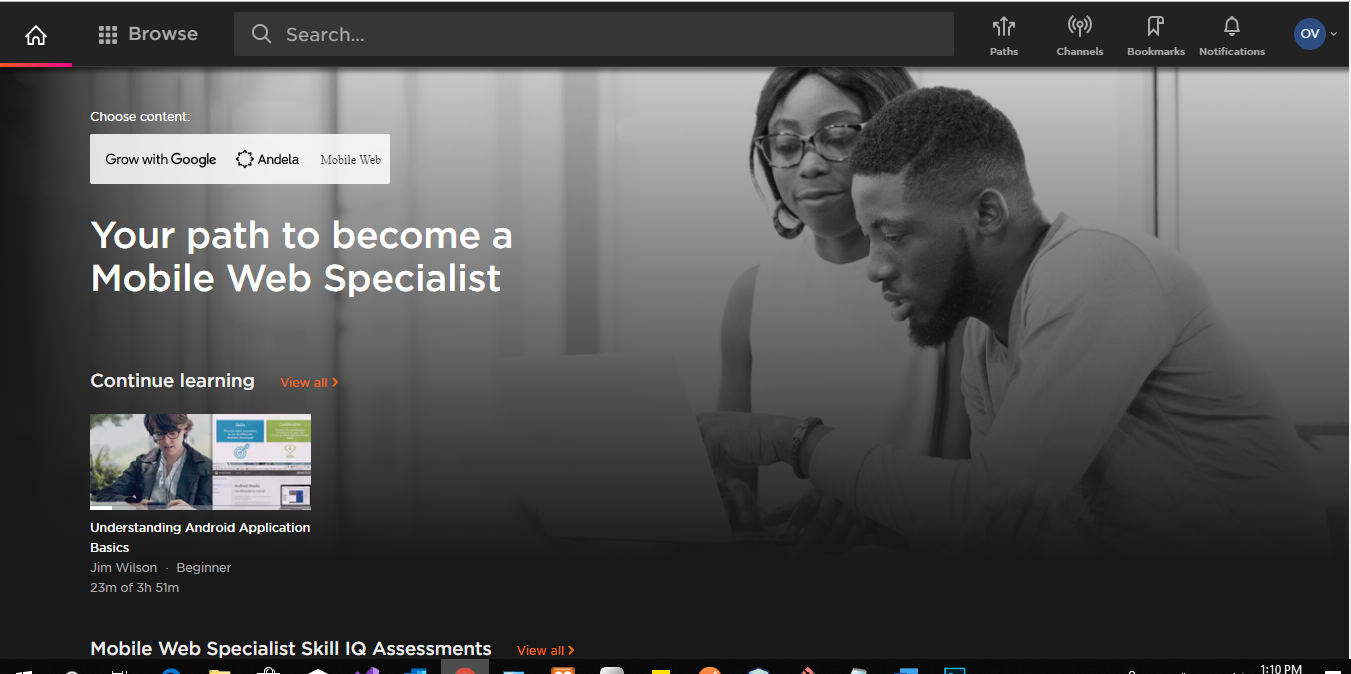 Browse
Search...
Paths
Channels
Bookmarks
Notifications
OV
Choose content:
Grow with Google
Andela
Mobile Web
Your path to become a
Mobile Web Specialist
Continue learning
View all
Understanding Android Application
Basics
Jim Wilson · Beginner
23m of 3h 51m
Mobile Web Specialist Skill IQ Assessments
View all
1:10 PM